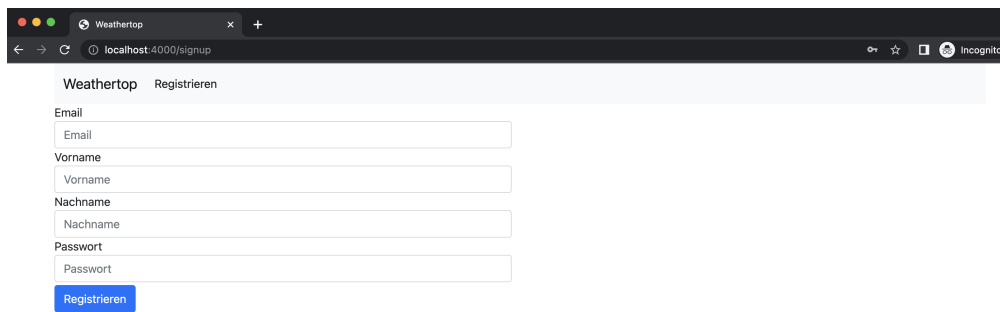 Weathertop
localhost:4000/signup
Incognito
Weathertop Registrieren
Email
Email
Vorname
Vorname
Nachname
Nachname
Passwort
Passwort
Registrieren